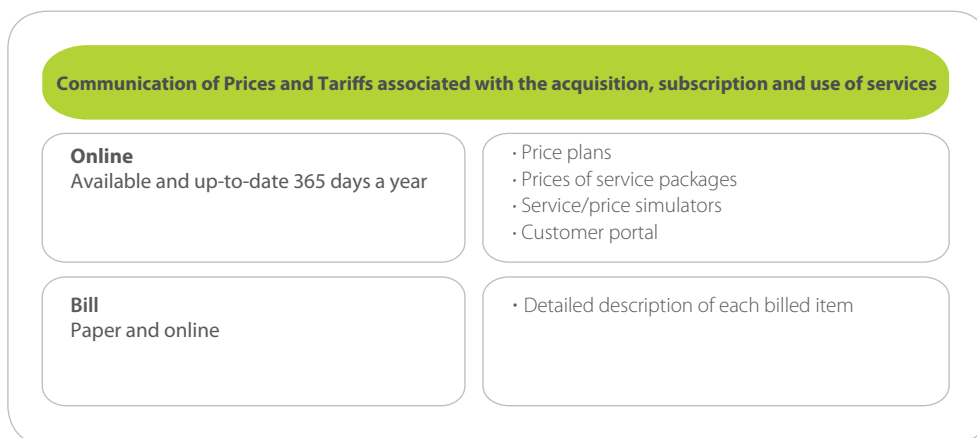 Communication of Prices and Tariffs associated with the acquisition, subscription and use of services
Online
Available and up-to-date 365 days a year
· Price plans
· Prices of service packages
· Service/price simulators
· Customer portal
Bill
Paper and online
· Detailed description of each billed item